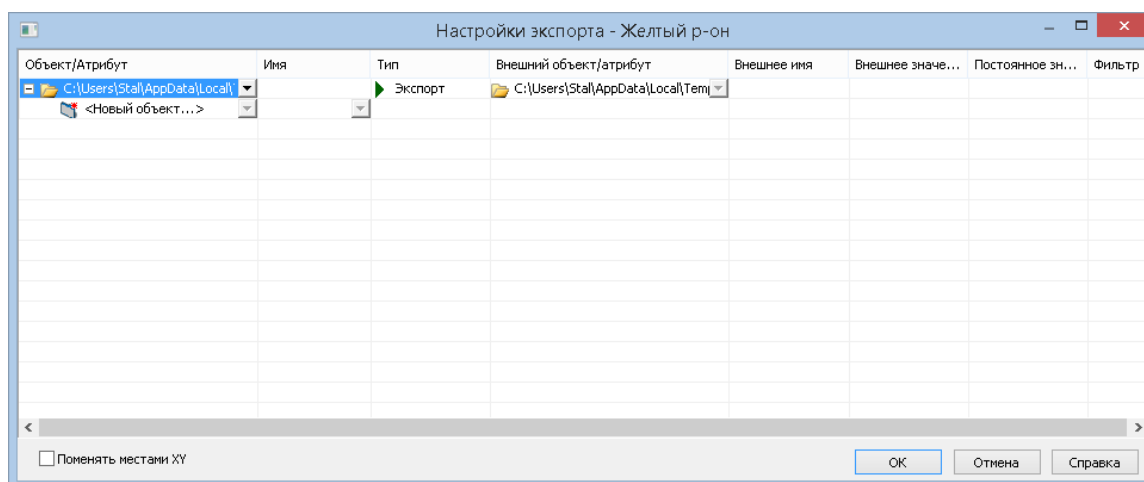 Настройки экспорта - Желтый р-он
Объект/Атрибут Имя Тип Внешний объект/атрибут Внешнее имя Внешнее значе... Постоянное зн... Фильтр
C:\Users\Stal\AppData\Local\ Экспорт C:\Users\Stal\AppData\Local\Tem
<Новый объект...>
Поменять местами XY
ОК Отмена Справка